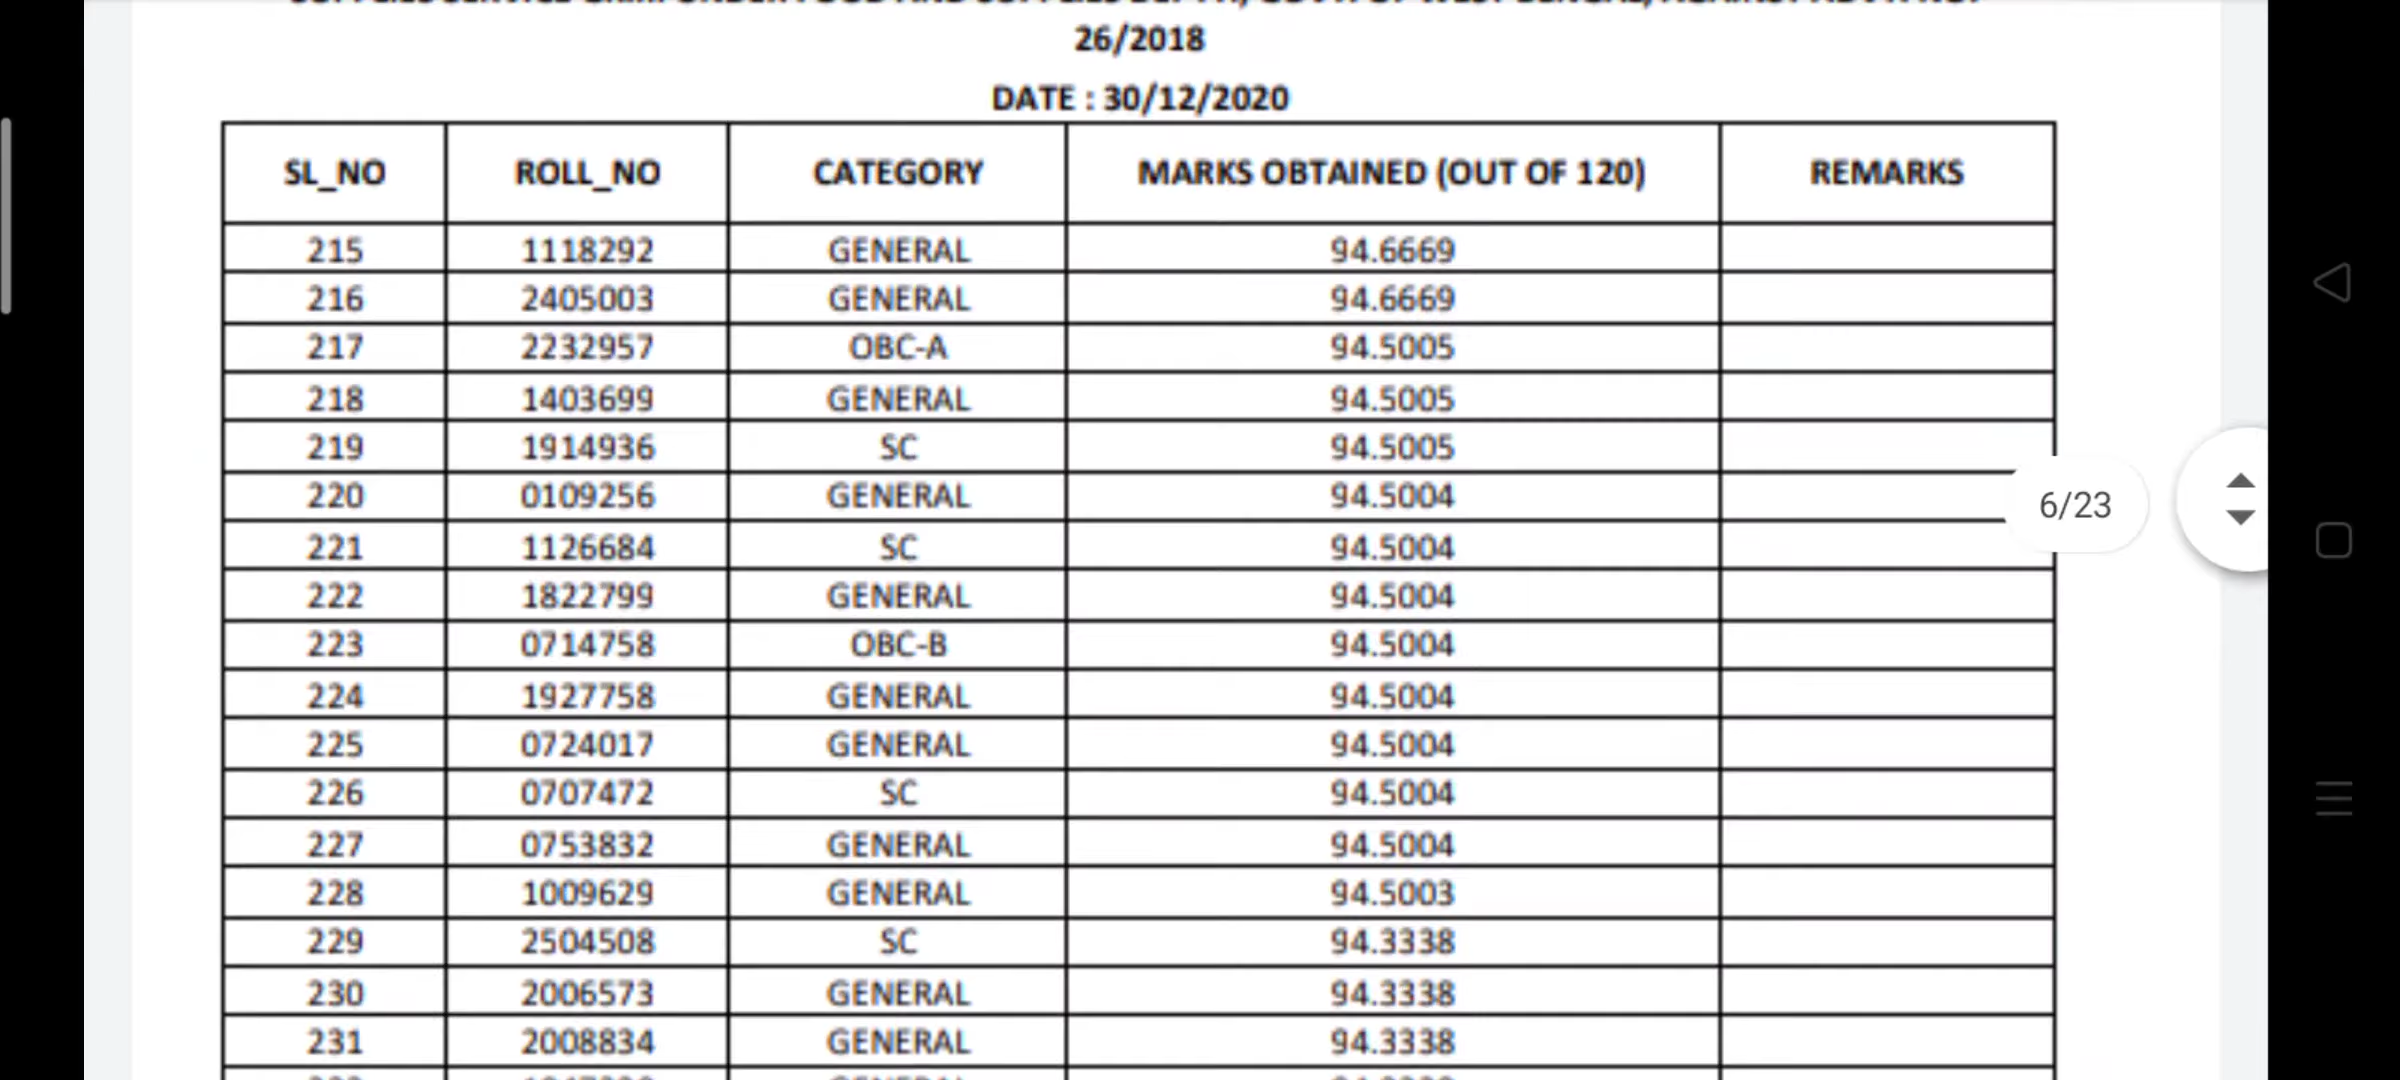 26/2018
DATE : 30/12/2020
SL_NO ROLL_NO CATEGORY MARKS OBTAINED (OUT OF 120) REMARKS
215 1118292 GENERAL 94.6669
216 2405003 GENERAL 94.6669
217 2232957 OBC-A 94.5005
218 1403699 GENERAL 94.5005
219 1914936 SC 94.5005
220 0109256 GENERAL 94.5004
6/23
221 1126684 SC 94.5004
222 1822799 GENERAL 94.5004
223 0714758 OBC-B 94.5004
224 1927758 GENERAL 94.5004
225 0724017 GENERAL 94.5004
226 0707472 SC 94.5004
227 0753832 GENERAL 94.5004
228 1009629 GENERAL 94.5003
229 2504508 SC 94.3338
230 2006573 GENERAL 94.3338
231 2008834 GENERAL 94.3338